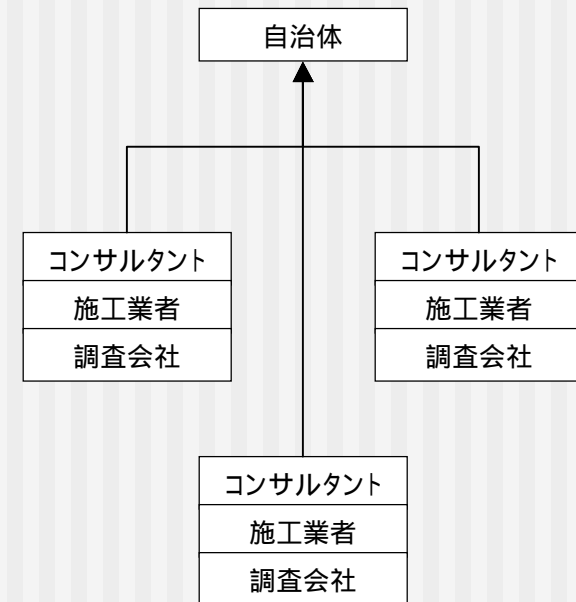 自治体
コンサルタント
施工業者
調査会社
コンサルタント
施工業者
調査会社
コンサルタント
施工業者
調査会社